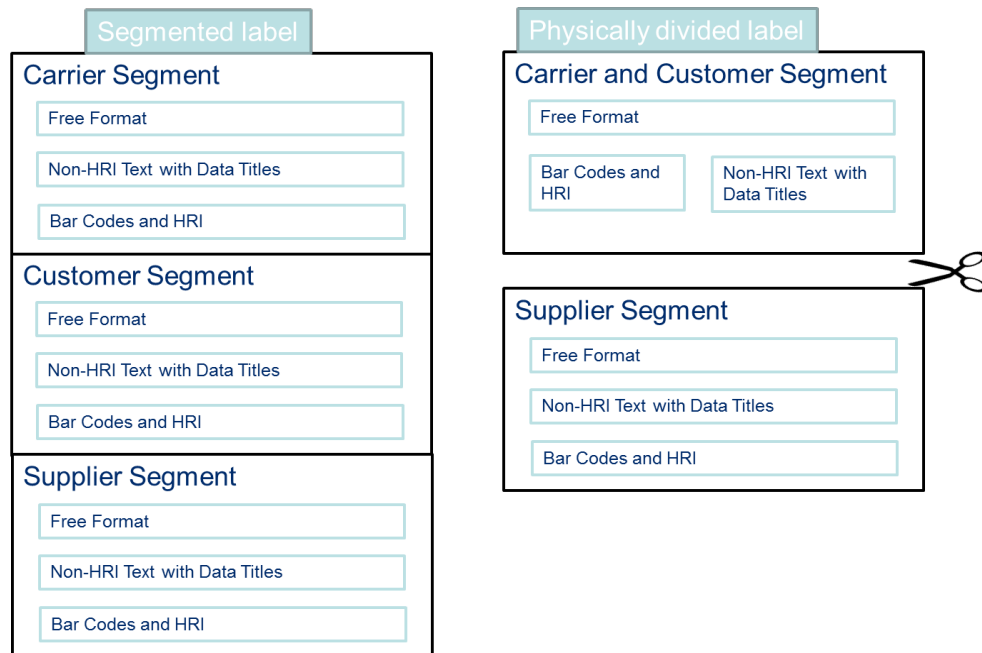 Segmented label
Carrier Segment
Free Format
Non-HRI Text with Data Titles
Bar Codes and HRI
Customer Segment
Free Format
Non-HRI Text with Data Titles
Bar Codes and HRI
Supplier Segment
Free Format
Non-HRI Text with Data Titles
Bar Codes and HRI
Physically divided label
Carrier and Customer Segment
Free Format
Bar Codes and
HRI
Non-HRI Text with
Data Titles
Supplier Segment
Free Format
Non-HRI Text with Data Titles
Bar Codes and HRI